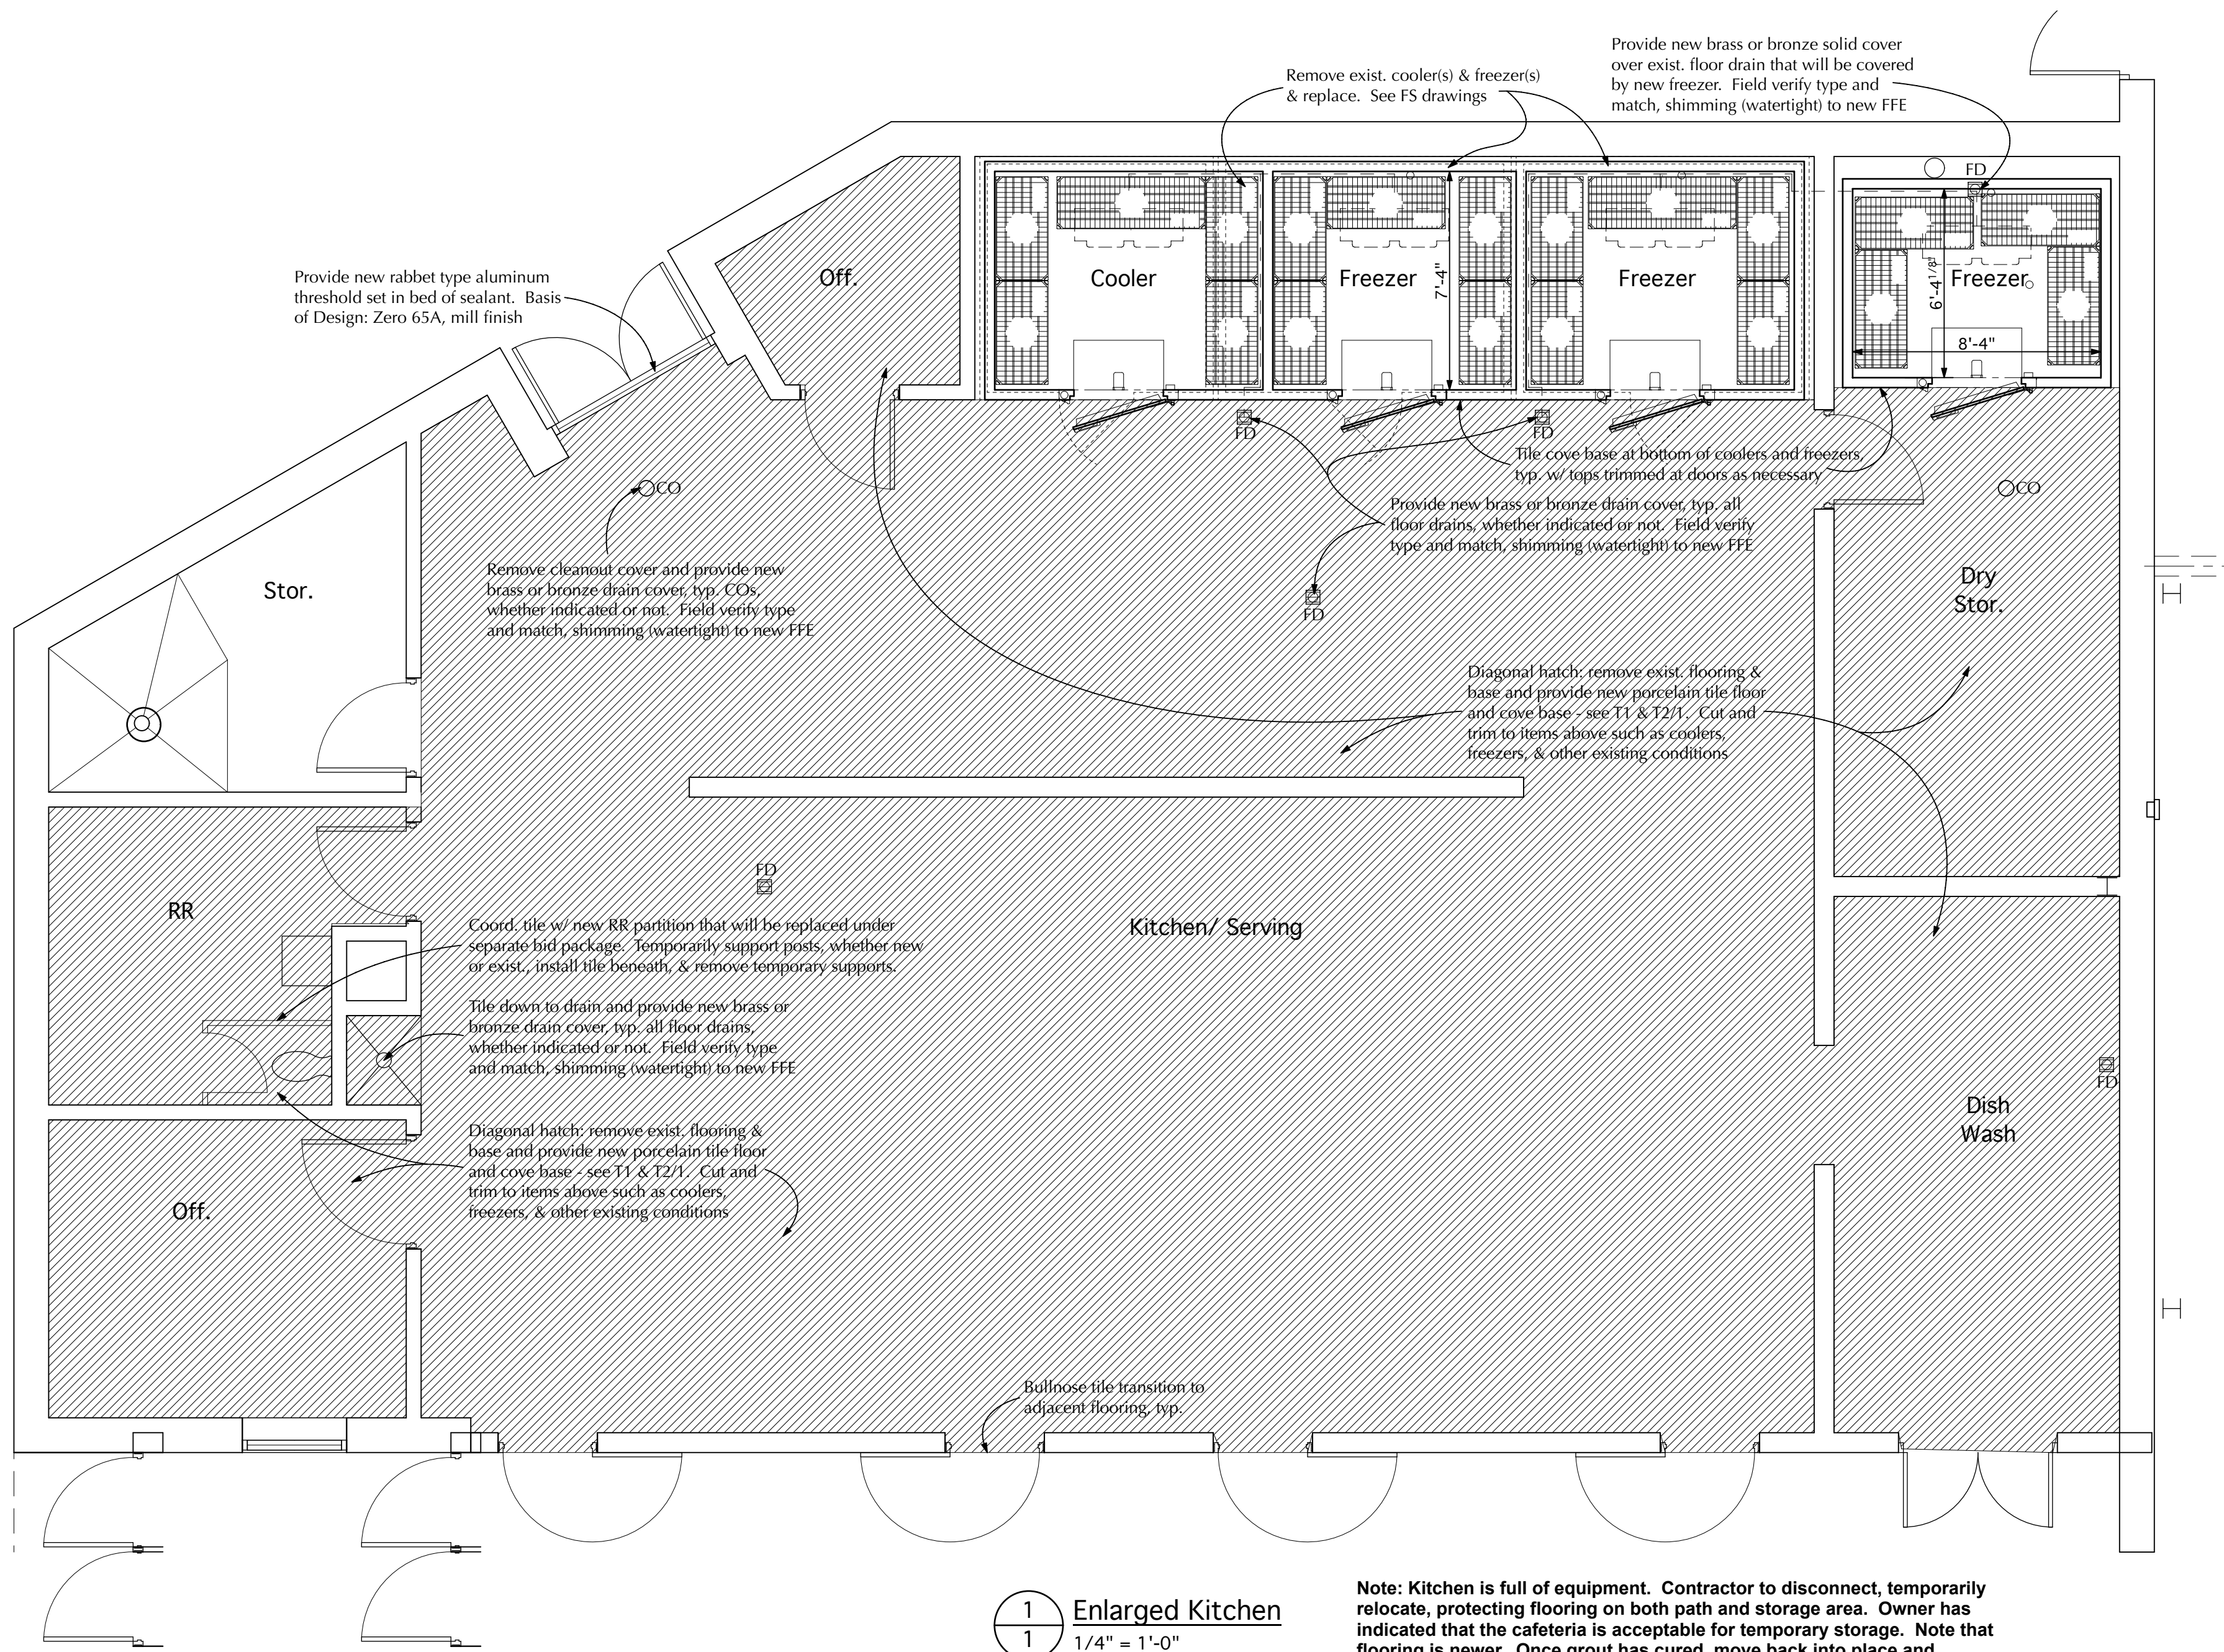 Provide new brass or bronze solid cover
over exist. floor drain that will be covered
by new freezer.  Field verify type and
match, shimming (watertight) to new FFE
Remove exist. cooler(s) & freezer(s)
& replace.  See FS drawings
FD
Provide new rabbet type aluminum
threshold set in bed of sealant.  Basis
of Design: Zero 65A, mill finish
Off.
Cooler
Freezer
7'-4"
Freezer
6'-4 1/8"
Freezer
8'-4"
FD
FD
Tile cove base at bottom of coolers and freezers,
typ. w/ tops trimmed at doors as necessary
CO
CO
Provide new brass or bronze drain cover, typ. all
floor drains, whether indicated or not.  Field verify
type and match, shimming (watertight) to new FFE
Remove cleanout cover and provide new
brass or bronze drain cover, typ. COs,
whether indicated or not.  Field verify type
and match, shimming (watertight) to new FFE
Stor.
FD
Dry
Stor.
Diagonal hatch: remove exist. flooring &
base and provide new porcelain tile floor
and cove base - see T1 & T2/1.  Cut and
trim to items above such as coolers,
freezers, & other existing conditions
FD
RR
Kitchen/ Serving
Coord. tile w/ new RR partition that will be replaced under
separate bid package.  Temporarily support posts, whether new
or exist., install tile beneath, & remove temporary supports.
Tile down to drain and provide new brass or
bronze drain cover, typ. all floor drains,
whether indicated or not.  Field verify type
and match, shimming (watertight) to new FFE
FD
Dish
Wash
Diagonal hatch: remove exist. flooring &
base and provide new porcelain tile floor
and cove base - see T1 & T2/1.  Cut and
trim to items above such as coolers,
freezers, & other existing conditions
Off.
Bullnose tile transition to
adjacent flooring, typ.
1
1
Enlarged Kitchen
1/4" = 1'-0"
Note: Kitchen is full of equipment.  Contractor to disconnect, temporarily
relocate, protecting flooring on both path and storage area.  Owner has
indicated that the cafeteria is acceptable for temporary storage.  Note that
flooring is newer.  Once grout has cured, move back into place and